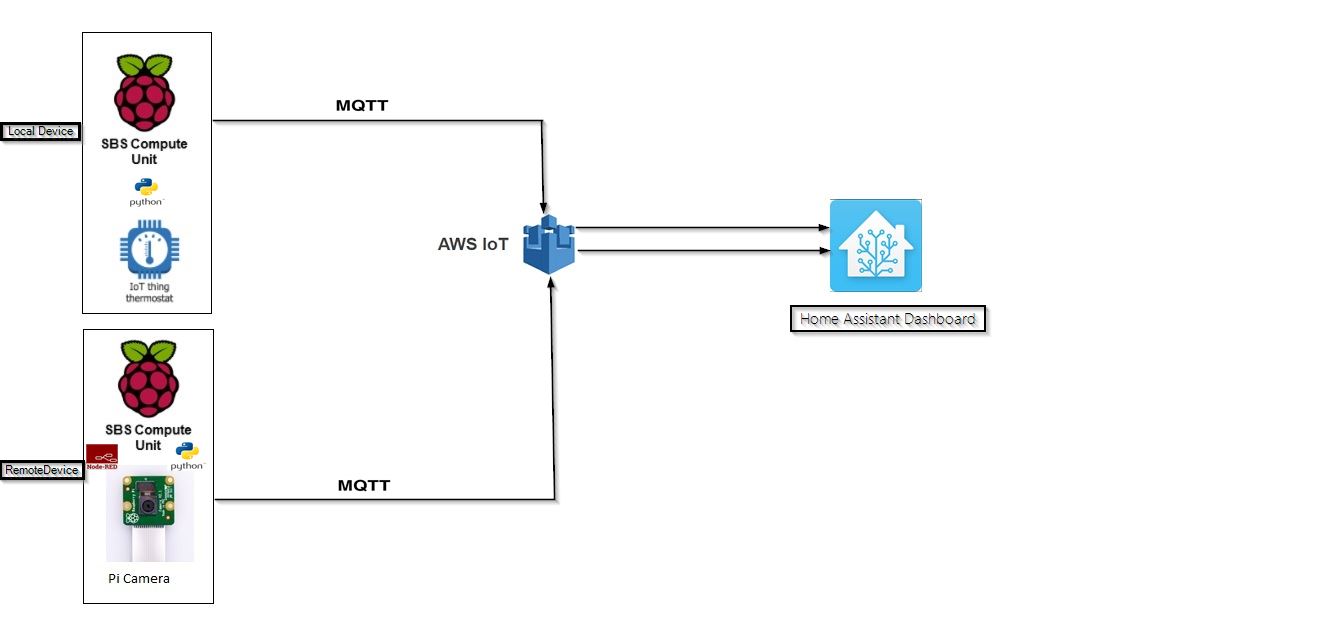 MQTT
Local Device
SBS Compute
Unit
python
IoT thing
thermostat
AWS IoT
Home Assistant Dashboard
SBS Compute
Unit
Node-RED
python
RemoteDevice
MQTT
Pi Camera